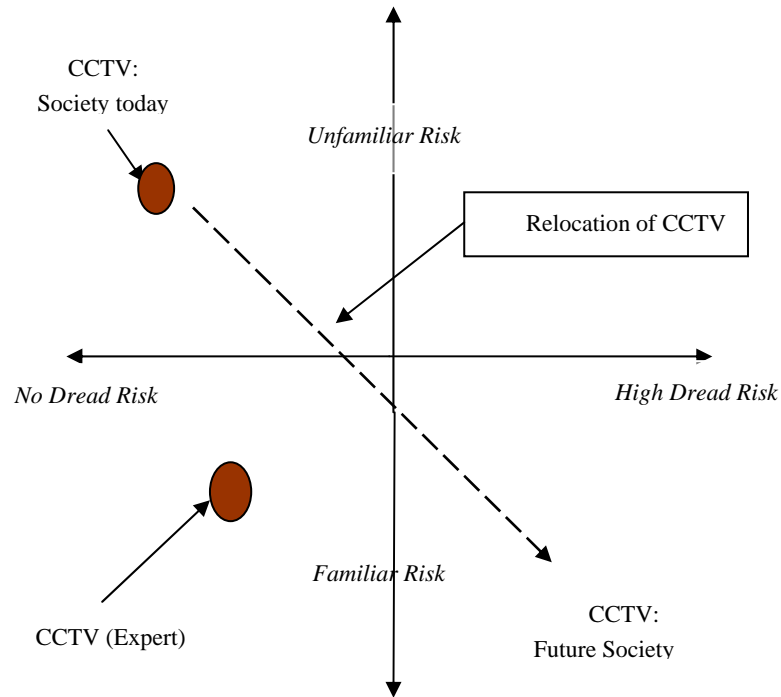 CCTV:
Society today
Unfamiliar Risk
Relocation of CCTV
No Dread Risk
High Dread Risk
Familiar Risk
CCTV (Expert)
CCTV:
Future Society